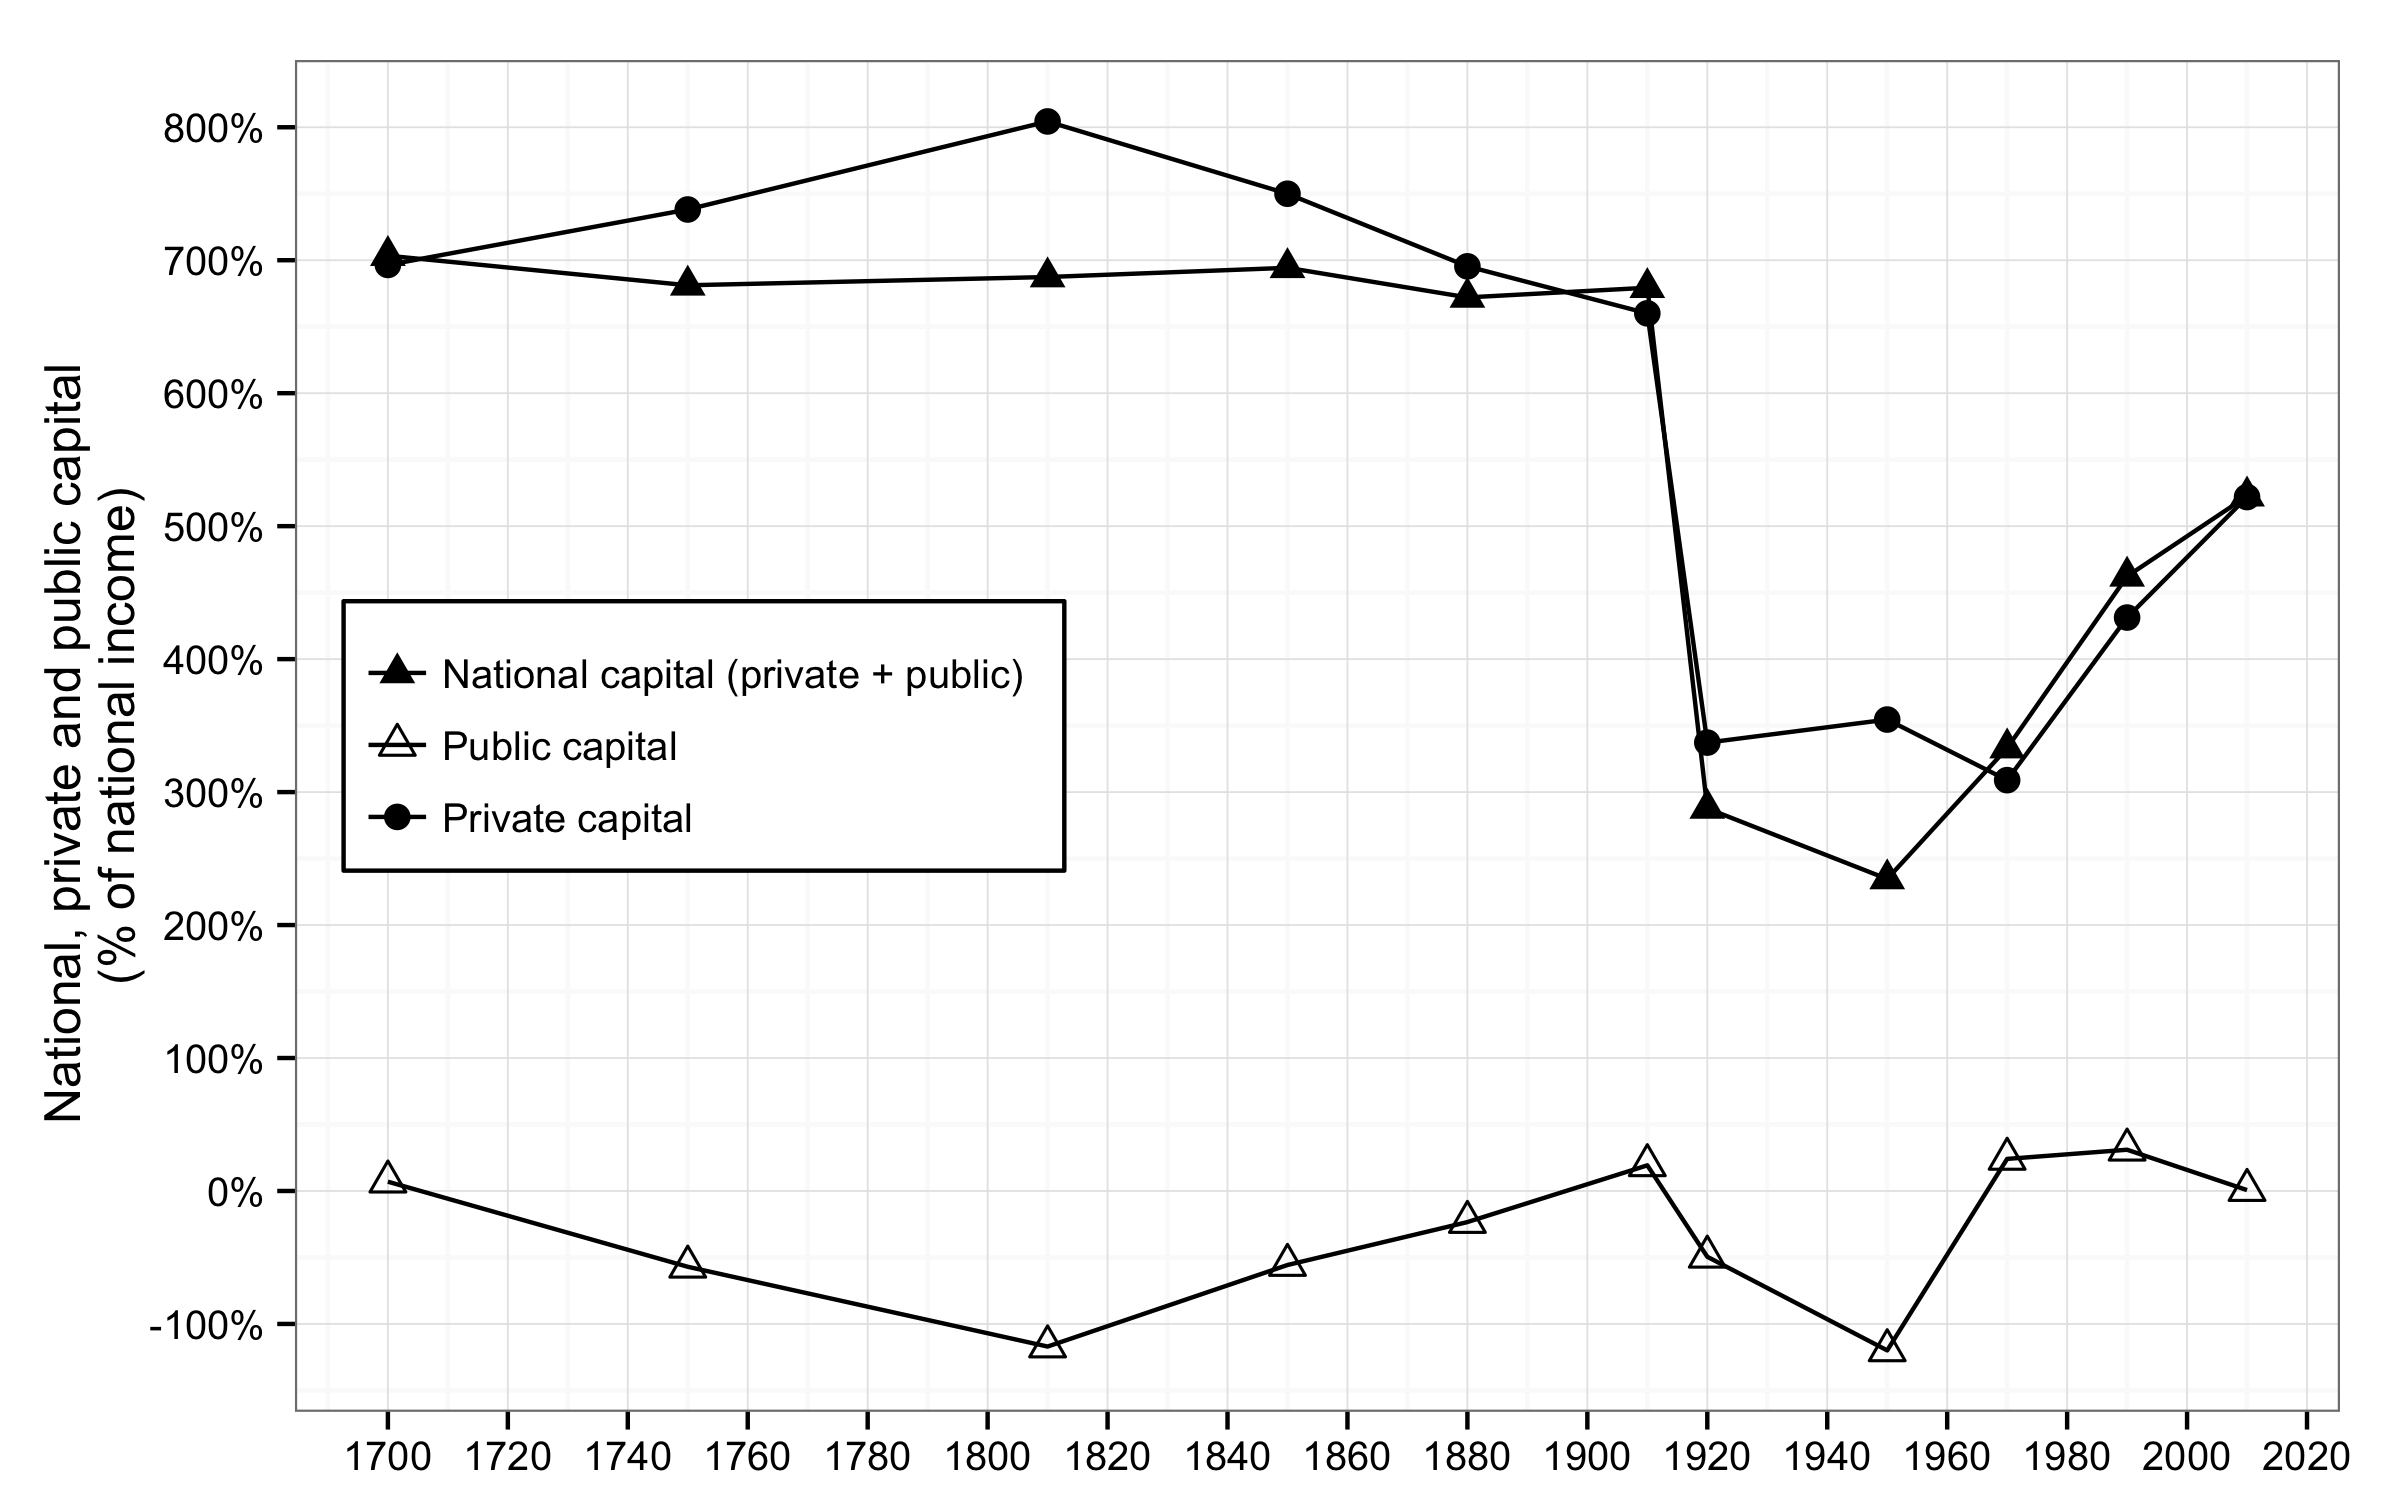 National, private and public capital
(% of national income)
800%
700%
600%
500%
400%
300%
200%
100%
0%
-100%
National capital (private + public)
Public capital
Private capital
1700 1720 1740 1760 1780 1800 1820 1840 1860 1880 1900 1920 1940 1960 1980 2000 2020